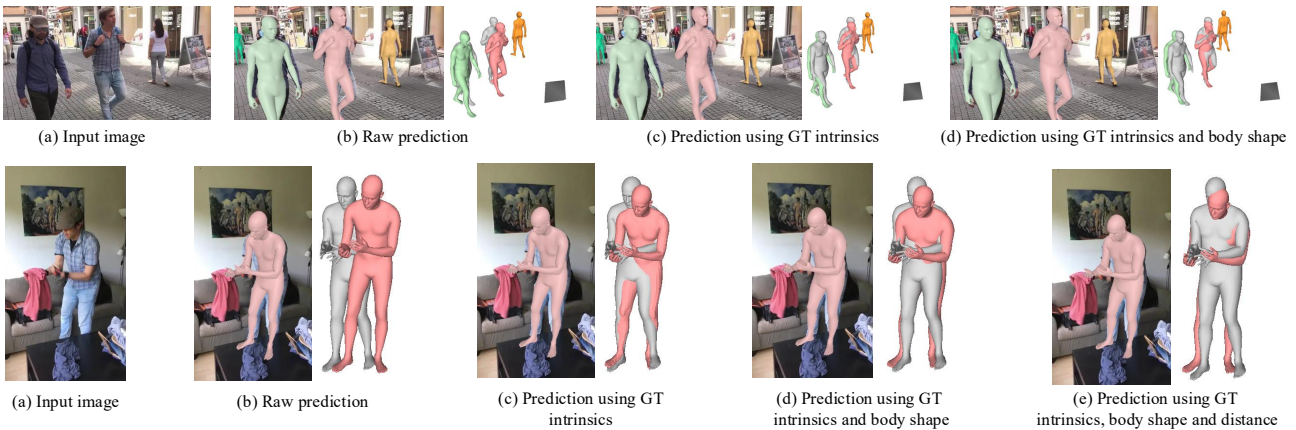 (a) Input image
(b) Raw prediction
(c) Prediction using GT intrinsics
(d) Prediction using GT intrinsics and body shape
(a) Input image
(b) Raw prediction
(c) Prediction using GT
intrinsics
(d) Prediction using GT
intrinsics and body shape
(e) Prediction using GT
intrinsics, body shape and distance